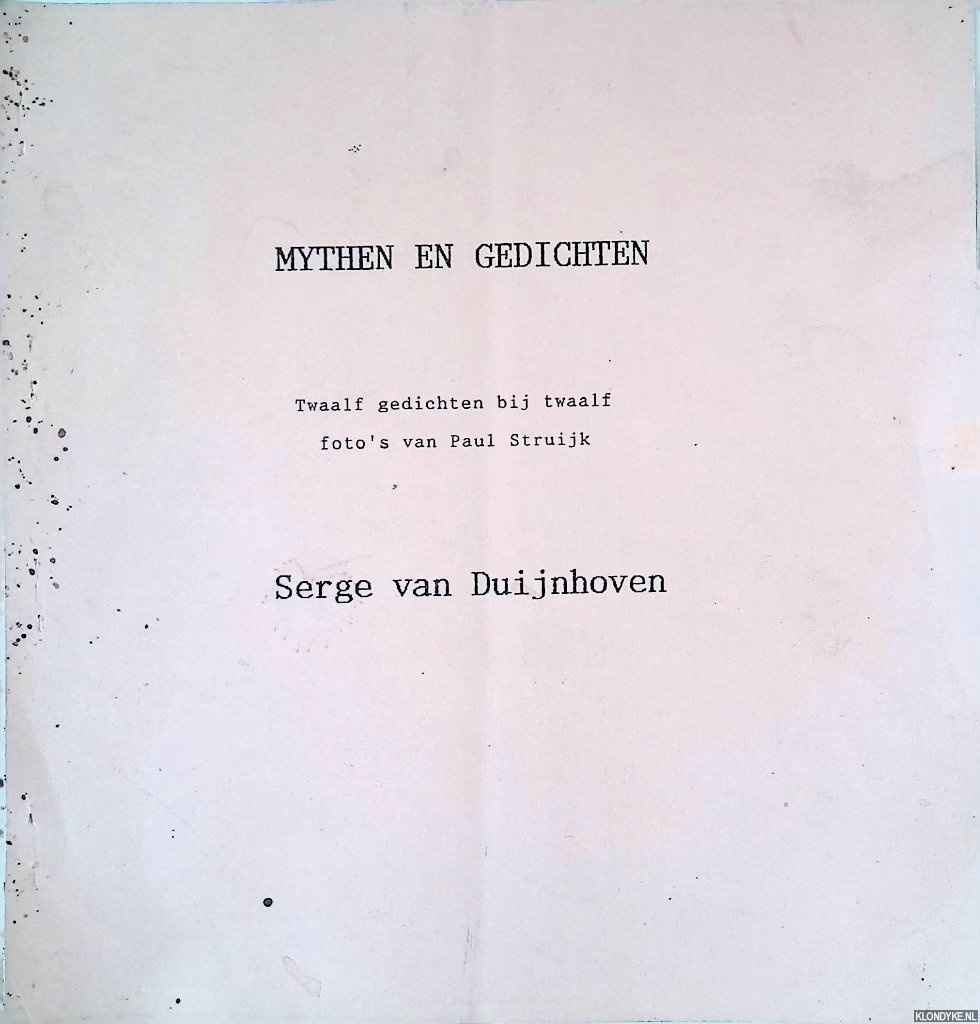 MYTHEN EN GEDICHTEN
Twaalf gedichten bij twaalf
foto's van Paul Struijk
Serge van Duijnhoven
KLONDYKE.NL